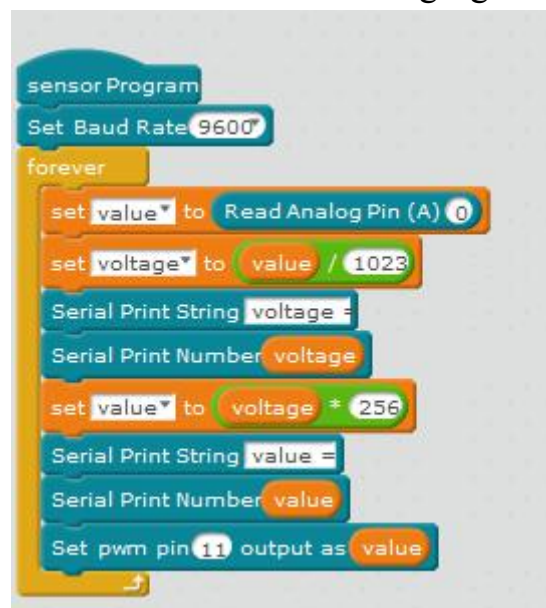 sensor Program
Set Baud Rate 9600
forever
set value to Read Analog Pin (A) 0
set voltage to value / 1023
Serial Print String voltage =
Serial Print Number voltage
set value to voltage * 256
Serial Print String value =
Serial Print Number value
Set pwm pin 11 output as value